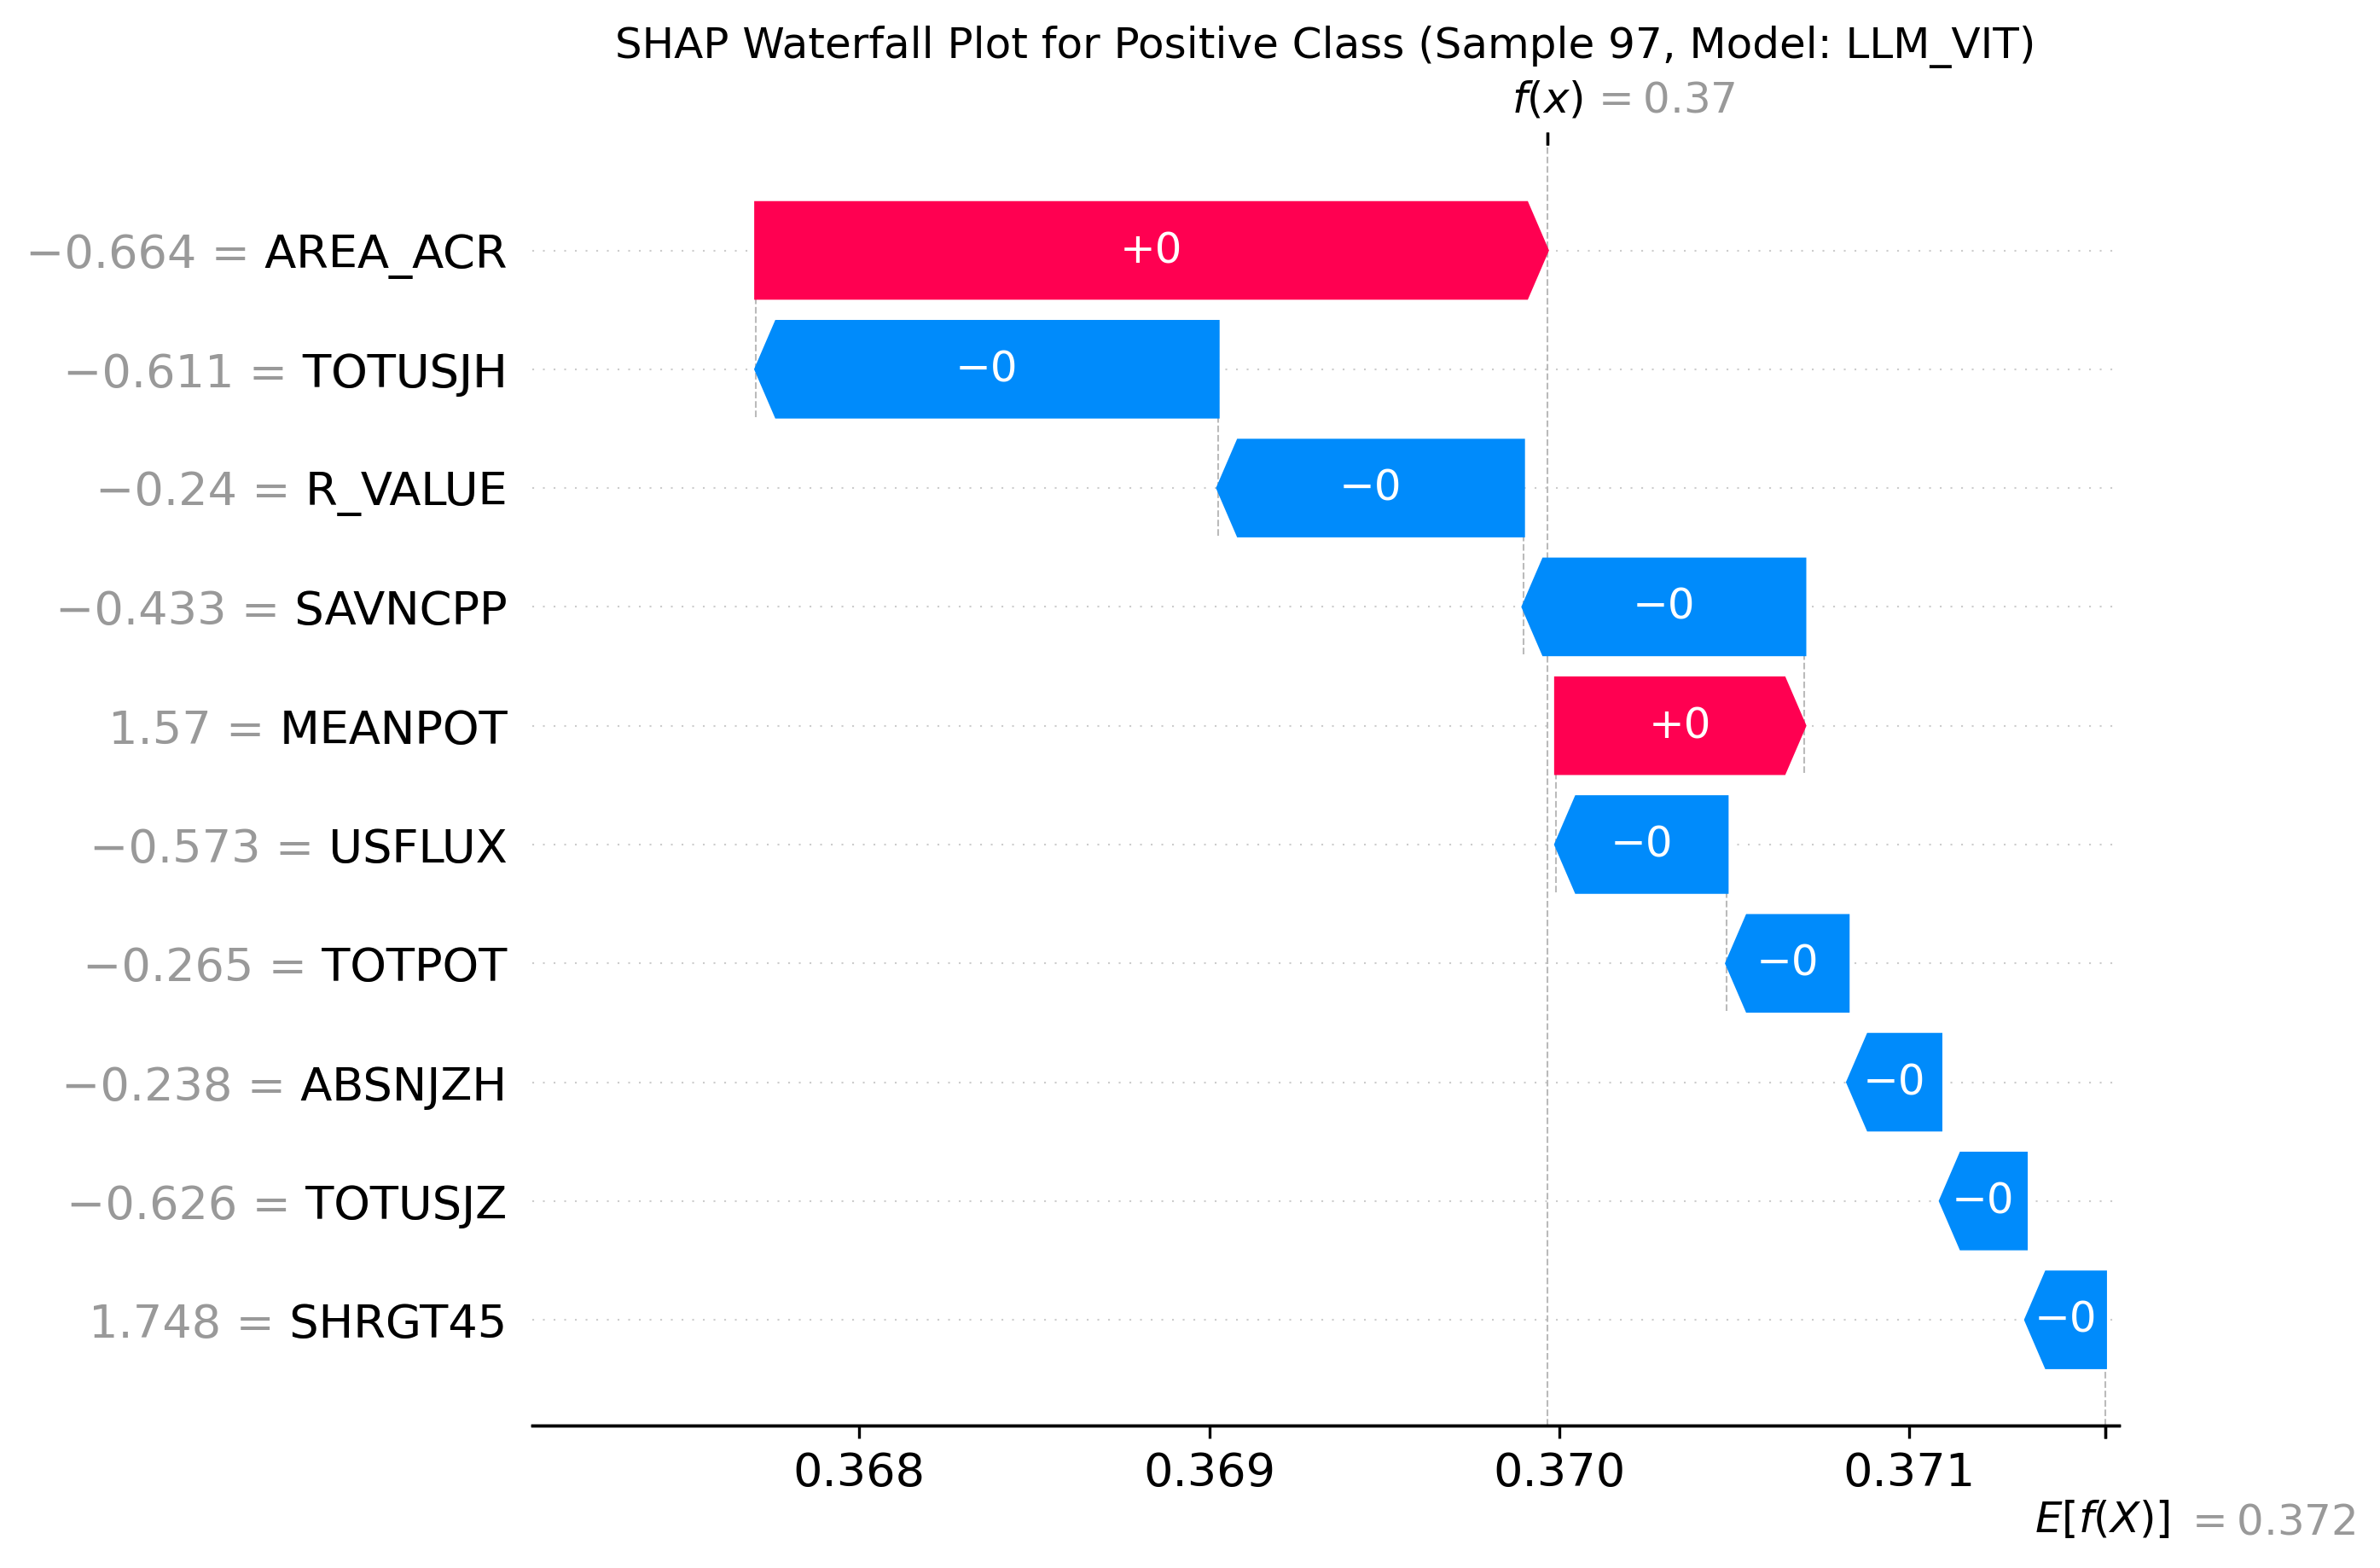 SHAP Waterfall Plot for Positive Class (Sample 97, Model: LLM_VIT)
f(x) = 0.37
−0.664 = AREA_ACR +0
−0.611 = TOTUSJH −0
−0.24 = R_VALUE −0
−0.433 = SAVNCPP −0
1.57 = MEANPOT +0
−0.573 = USFLUX −0
−0.265 = TOTPOT −0
−0.238 = ABSNJZH −0
−0.626 = TOTUSJZ −0
1.748 = SHRGT45 −0
0.368 0.369 0.370 0.371
E[f(X)] = 0.372